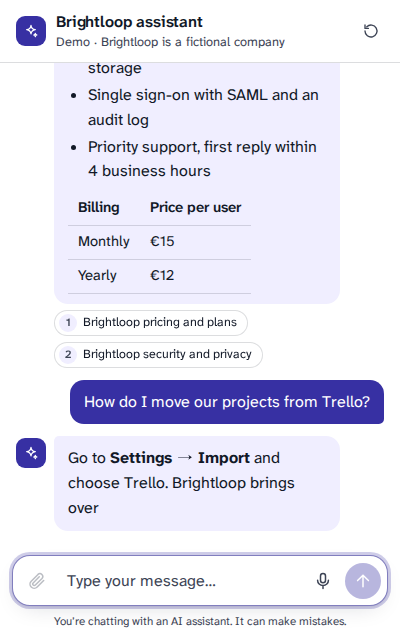 Brightloop assistant
Demo · Brightloop is a fictional company
storage
Single sign-on with SAML and an
audit log
Priority support, first reply within
4 business hours
Billing Price per user
Monthly €15
Yearly €12
1 Brightloop pricing and plans
2 Brightloop security and privacy
How do I move our projects from Trello?
Go to Settings → Import and
choose Trello. Brightloop brings
over
Type your message...
You're chatting with an AI assistant. It can make mistakes.